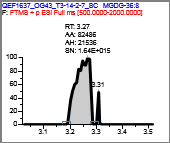 QEF1637_OG43_T3-14-2-7_SC MGDG-36:8
F: FTMS + p ESI Full ms [500.0000-2000.0000]
RT: 3.27
AA: 82486
AH: 21536
SN: 1.64E+015
100
80
60
40
20
0
3.31
3.1 3.2 3.3 3.4 3.5